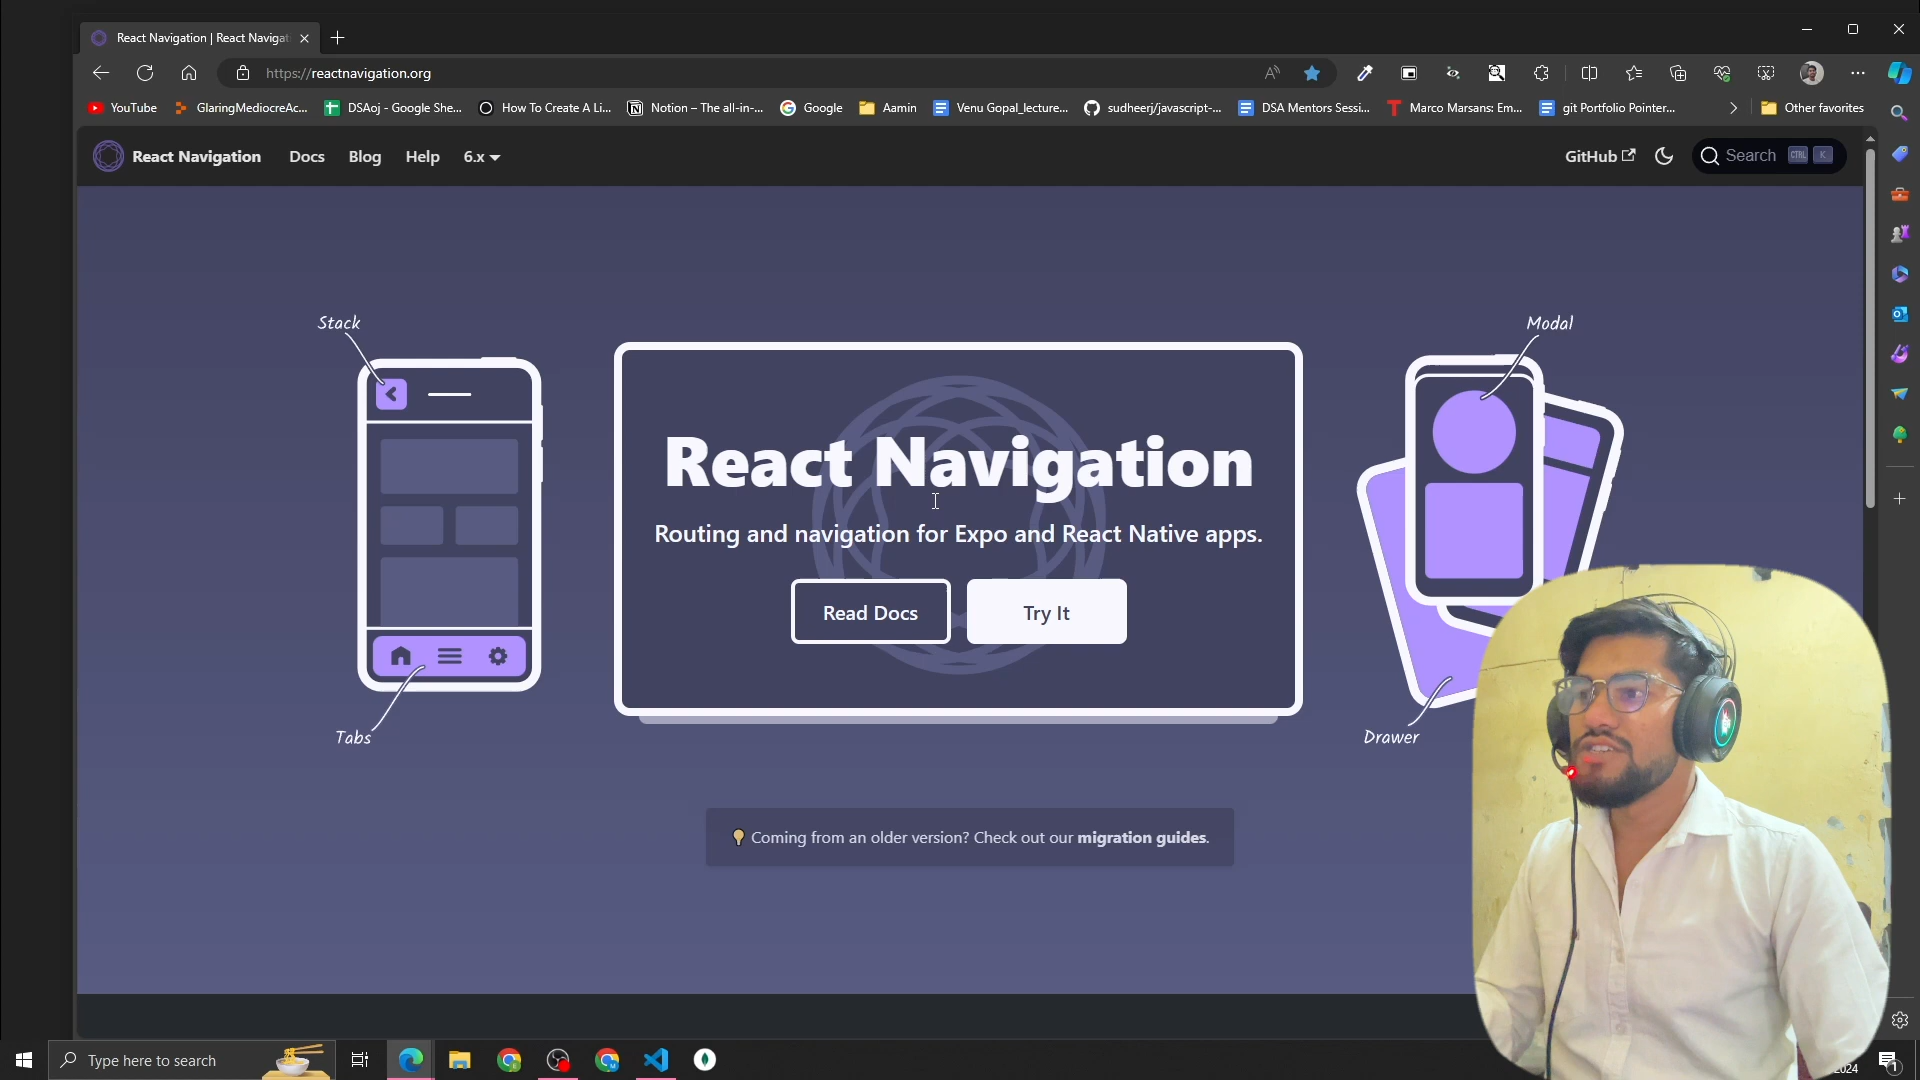 React Navigation | React Navigat
https://reactnavigation.org
YouTube
GlaringMediocreAc...
DSAoj - Google She...
How To Create A Li...
Notion – The all-in-...
Google
Aamin
Venu Gopal_lecture...
sudheerj/javascript-...
DSA Mentors Sessi...
Marco Marsans: Em...
git Portfolio Pointer...
Other favorites
React Navigation
Docs
Blog
Help
6.x
GitHub
Search
CTRL
K
Stack
Modal
React Navigation
Routing and navigation for Expo and React Native apps.
Read Docs
Try It
Tabs
Drawer
Coming from an older version? Check out our migration guides.
Type here to search
2024
1